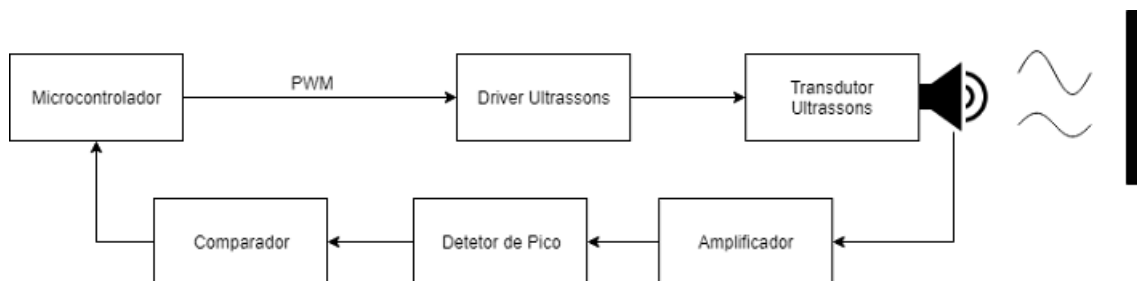 Microcontrolador
PWM
Driver Ultrassons
Transdutor
Ultrassons
Comparador
Detetor de Pico
Amplificador